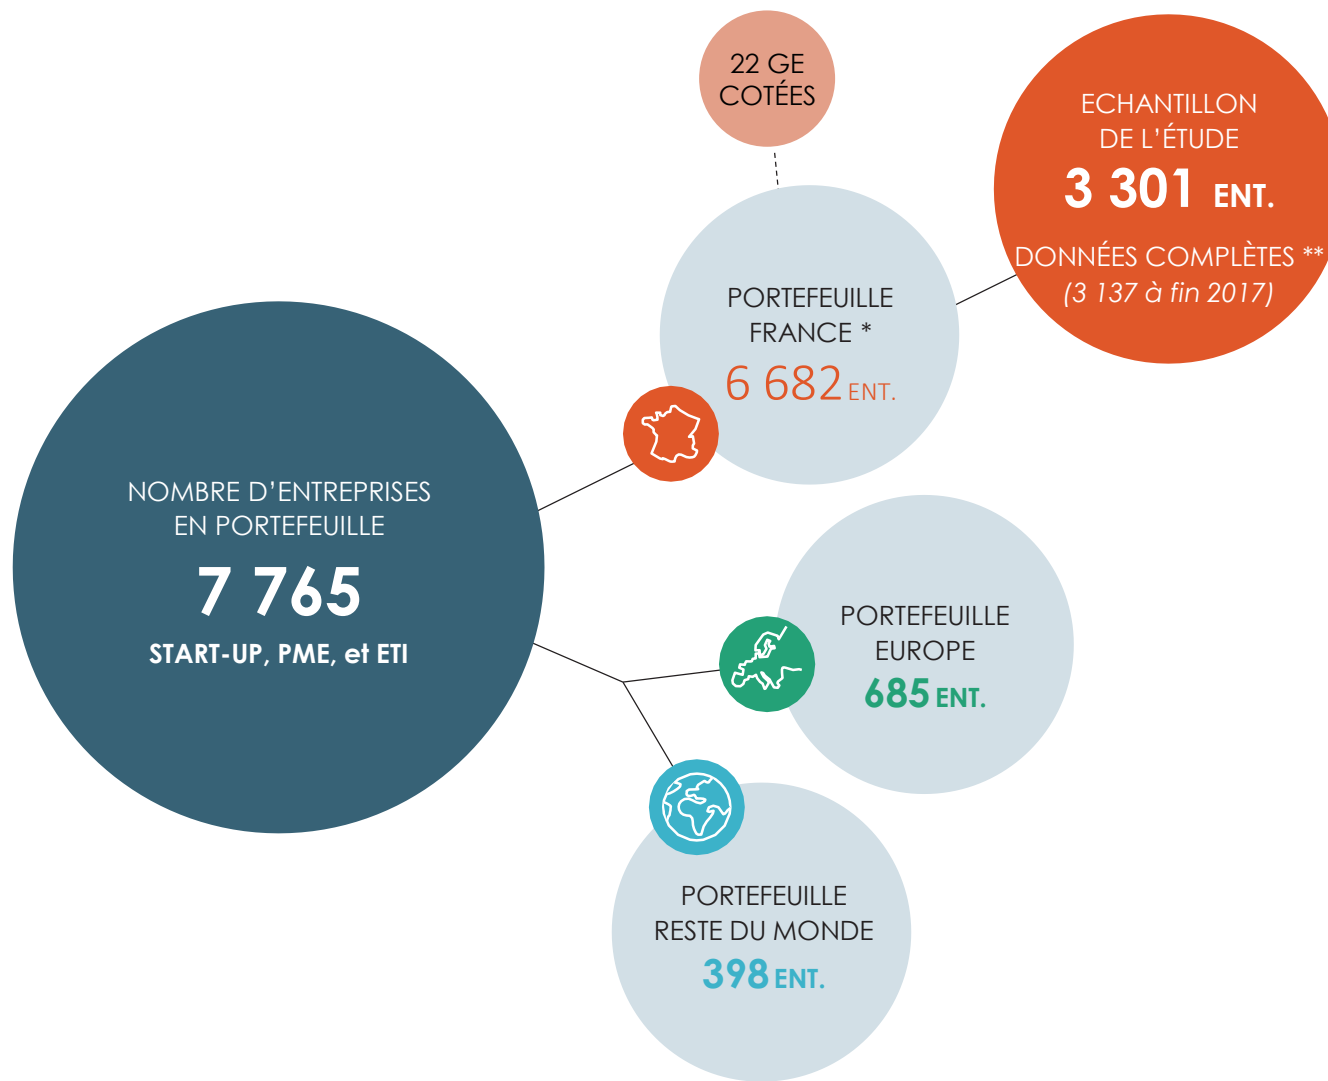 22 GE
COTÉES
ECHANTILLON
DE L’ÉTUDE
3 301 ENT.
DONNÉES COMPLÈTES **
(3 137 à fin 2017)
PORTEFEUILLE
FRANCE *
6 682 ENT.
NOMBRE D’ENTREPRISES
EN PORTEFEUILLE
7 765
START-UP, PME, et ETI
PORTEFEUILLE
EUROPE
685 ENT.
PORTEFEUILLE
RESTE DU MONDE
398 ENT.